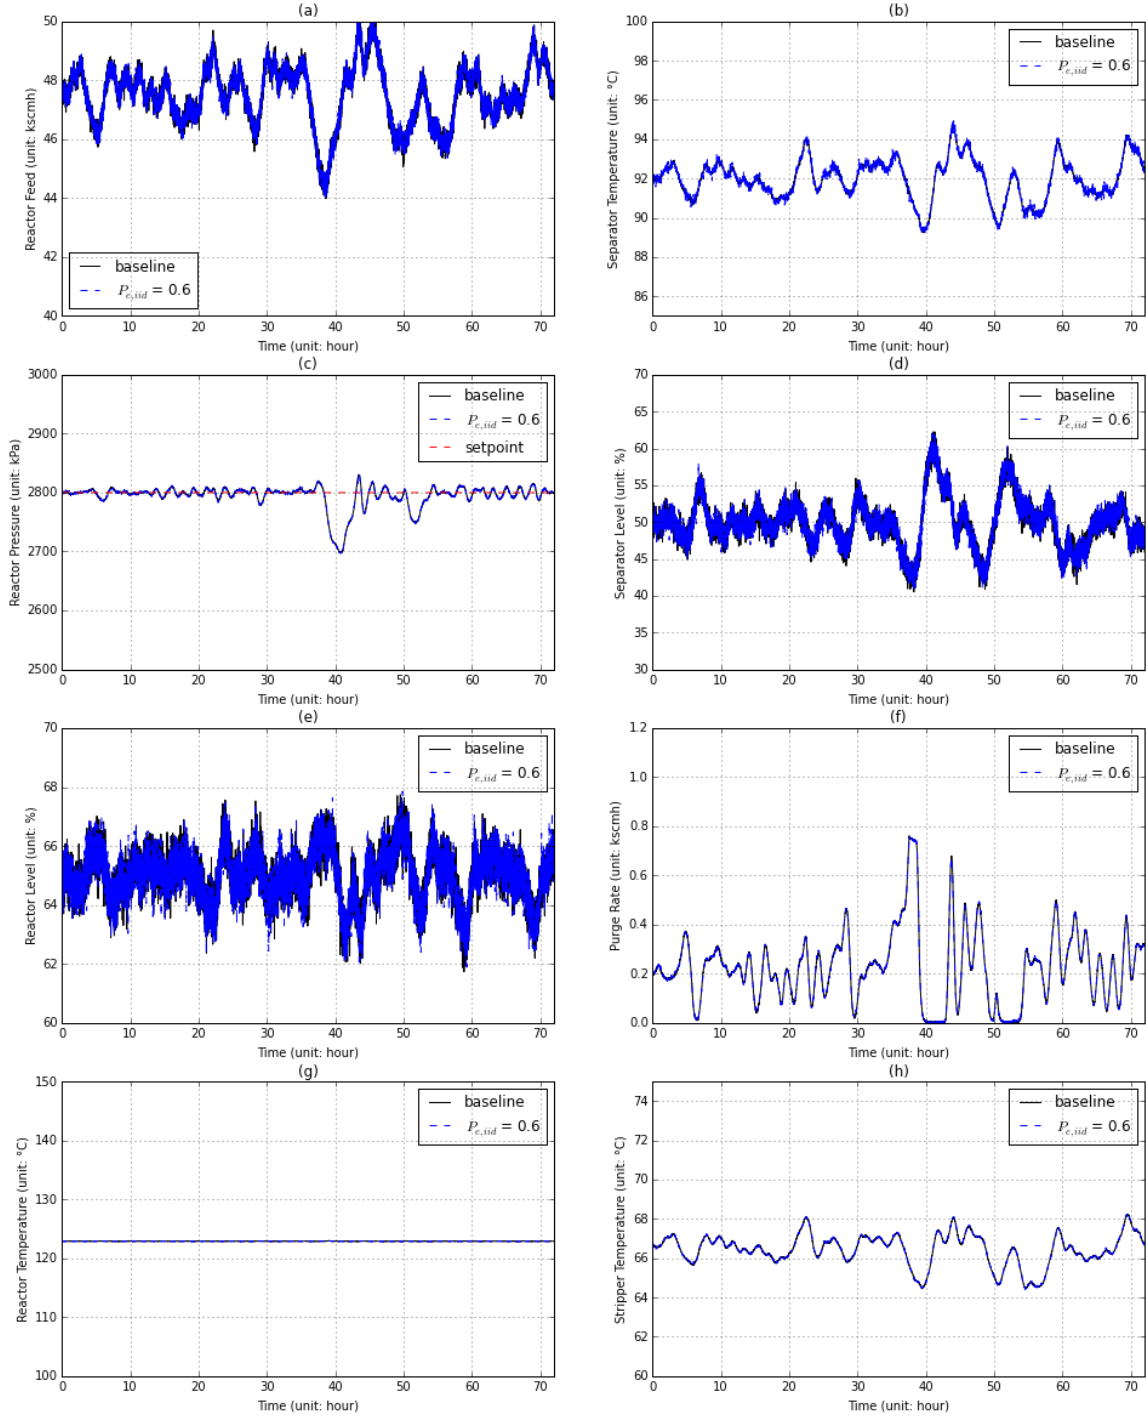 (a)
50
48
46
44
42
40
Reactor Feed (unit: kscmh)
baseline
P_{e,iid} = 0.6
0 10 20 30 40 50 60 70
Time (unit: hour)
(b)
100
98
96
94
92
90
88
86
Separator Temperature (unit: °C)
baseline
P_{e,iid} = 0.6
0 10 20 30 40 50 60 70
Time (unit: hour)
(c)
3000
2900
2800
2700
2600
2500
Reactor Pressure (unit: kPa)
baseline
P_{e,iid} = 0.6
setpoint
0 10 20 30 40 50 60 70
Time (unit: hour)
(d)
70
65
60
55
50
45
40
35
30
Separator Level (unit: %)
baseline
P_{e,iid} = 0.6
0 10 20 30 40 50 60 70
Time (unit: hour)
(e)
70
68
66
64
62
60
Reactor Level (unit: %)
baseline
P_{e,iid} = 0.6
0 10 20 30 40 50 60 70
Time (unit: hour)
(f)
1.2
1.0
0.8
0.6
0.4
0.2
0.0
Purge Rate (unit: kscmh)
baseline
P_{e,iid} = 0.6
0 10 20 30 40 50 60 70
Time (unit: hour)
(g)
150
140
130
120
110
100
Reactor Temperature (unit: °C)
baseline
P_{e,iid} = 0.6
0 10 20 30 40 50 60 70
Time (unit: hour)
(h)
74
72
70
68
66
64
62
60
Stripper Temperature (unit: °C)
baseline
P_{e,iid} = 0.6
0 10 20 30 40 50 60 70
Time (unit: hour)